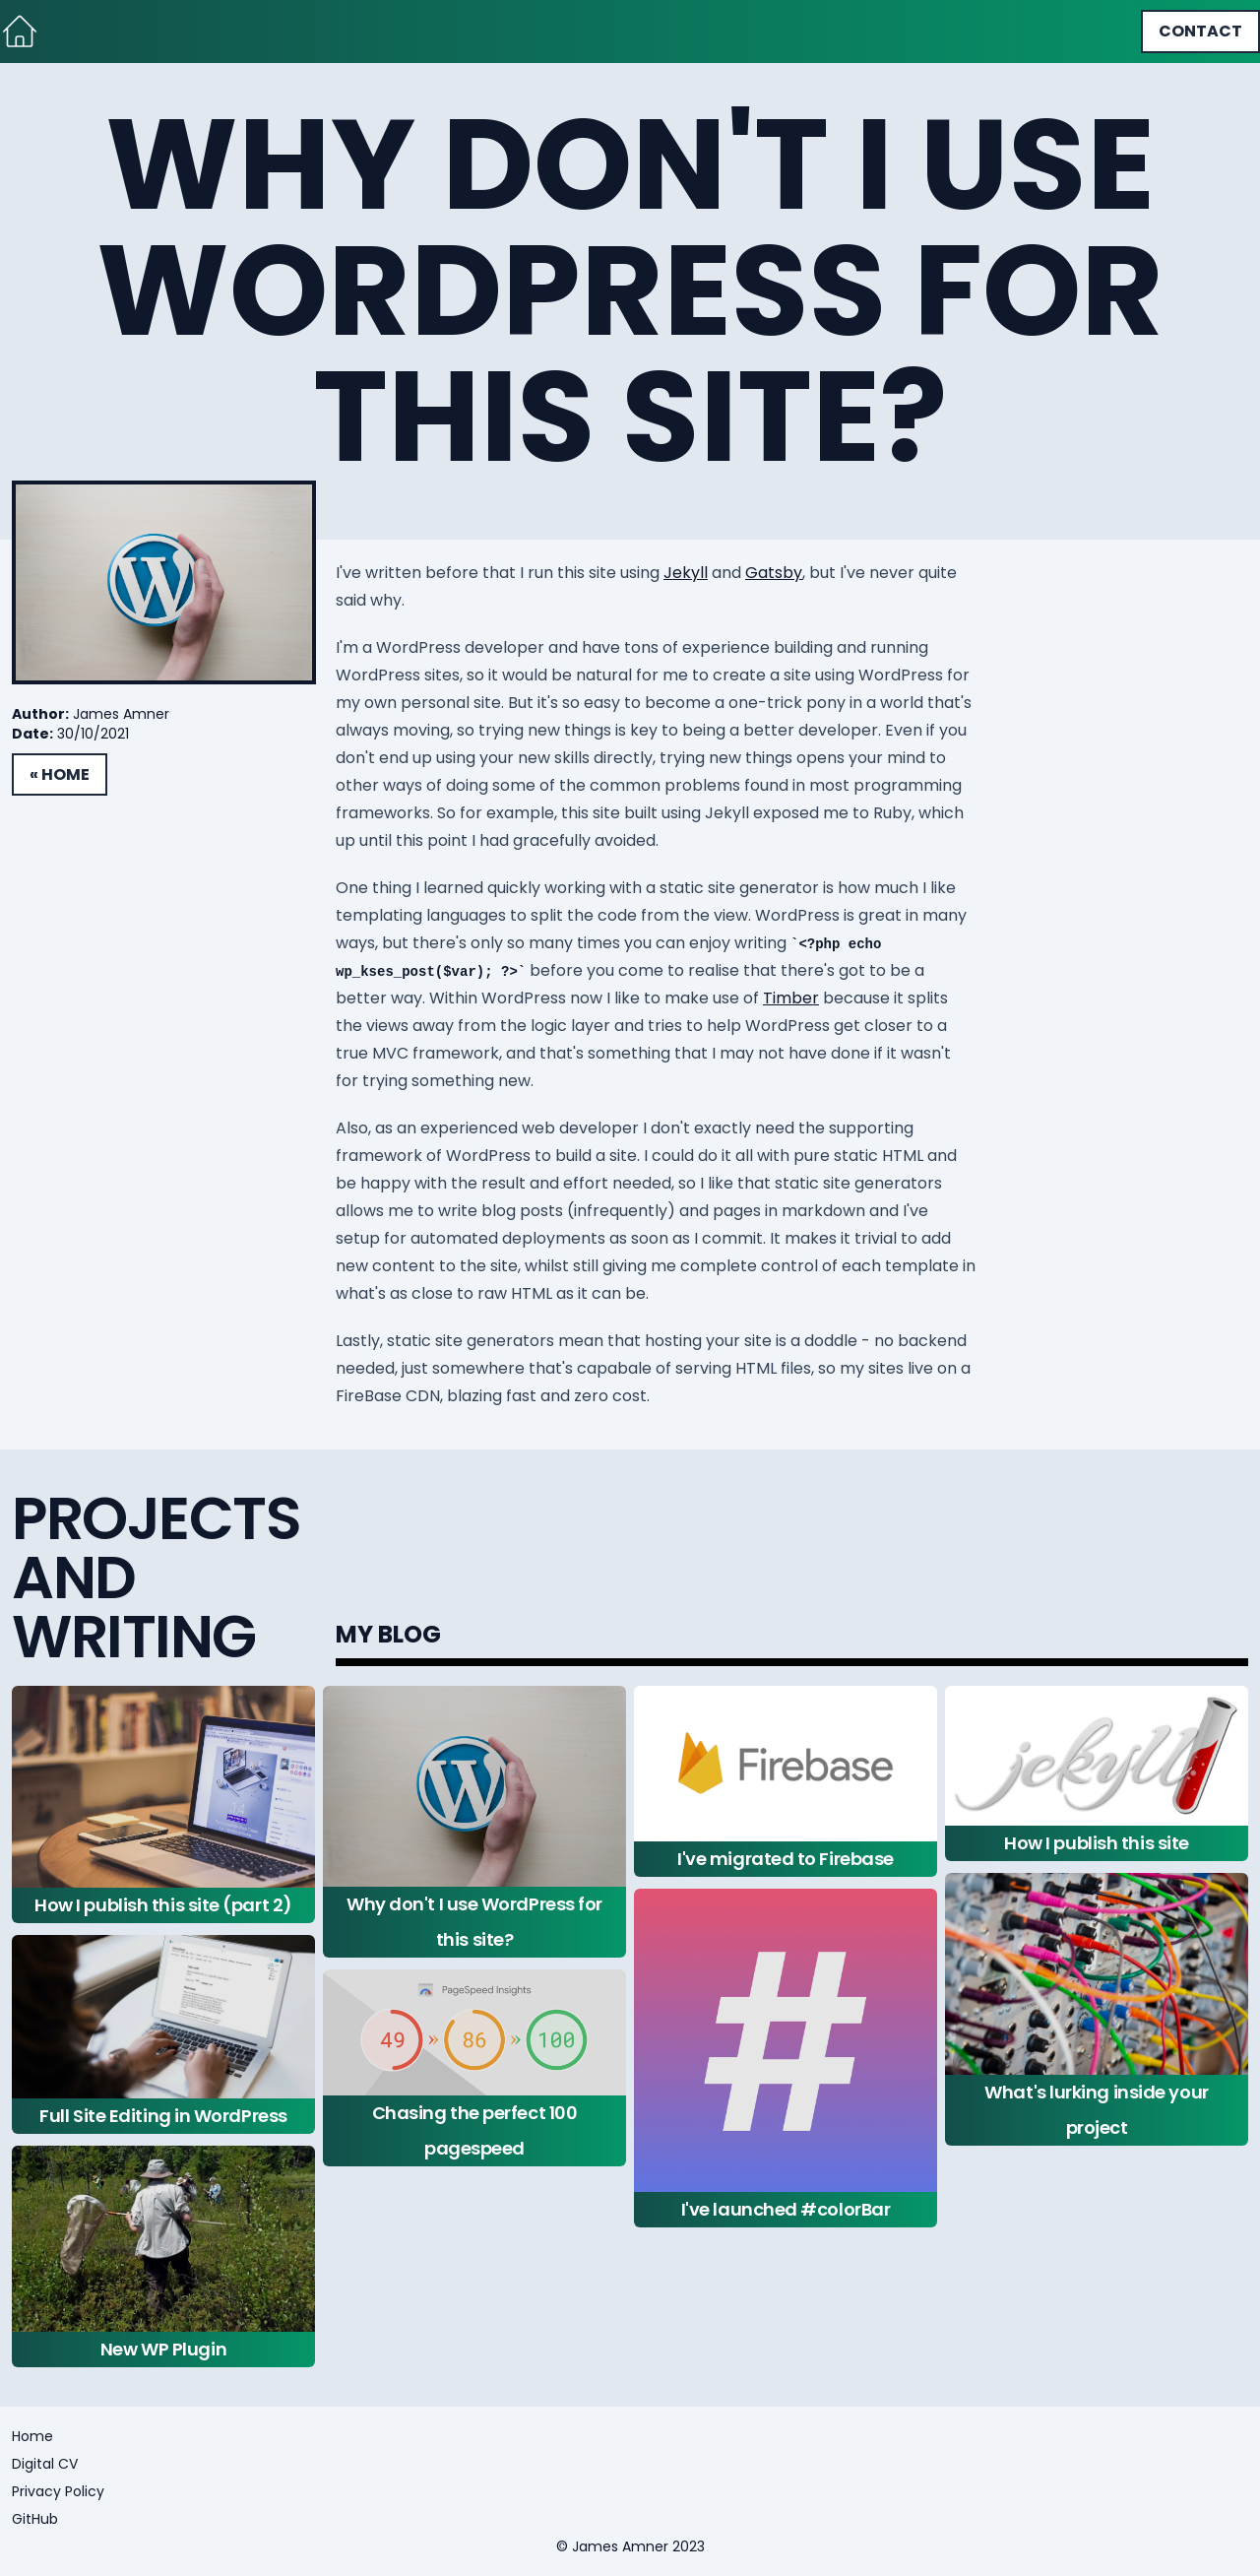 CONTACT
WHY DON'T I USE
WORDPRESS FOR
THIS SITE?
Author: James Amner
Date: 30/10/2021
« HOME
I've written before that I run this site using Jekyll and Gatsby, but I've never quite
said why.
I'm a WordPress developer and have tons of experience building and running
WordPress sites, so it would be natural for me to create a site using WordPress for
my own personal site. But it's so easy to become a one-trick pony in a world that's
always moving, so trying new things is key to being a better developer. Even if you
don't end up using your new skills directly, trying new things opens your mind to
other ways of doing some of the common problems found in most programming
frameworks. So for example, this site built using Jekyll exposed me to Ruby, which
up until this point I had gracefully avoided.
One thing I learned quickly working with a static site generator is how much I like
templating languages to split the code from the view. WordPress is great in many
ways, but there's only so many times you can enjoy writing `<?php echo
wp_kses_post($var); ?>` before you come to realise that there's got to be a
better way. Within WordPress now I like to make use of Timber because it splits
the views away from the logic layer and tries to help WordPress get closer to a
true MVC framework, and that's something that I may not have done if it wasn't
for trying something new.
Also, as an experienced web developer I don't exactly need the supporting
framework of WordPress to build a site. I could do it all with pure static HTML and
be happy with the result and effort needed, so I like that static site generators
allows me to write blog posts (infrequently) and pages in markdown and I've
setup for automated deployments as soon as I commit. It makes it trivial to add
new content to the site, whilst still giving me complete control of each template in
what's as close to raw HTML as it can be.
Lastly, static site generators mean that hosting your site is a doddle - no backend
needed, just somewhere that's capabale of serving HTML files, so my sites live on a
FireBase CDN, blazing fast and zero cost.
PROJECTS
AND
WRITING
MY BLOG
How I publish this site (part 2)
Full Site Editing in WordPress
New WP Plugin
Why don't I use WordPress for
this site?
PageSpeed Insights
49 » 86 » 100
Chasing the perfect 100
pagespeed
Firebase
I've migrated to Firebase
#
I've launched #colorBar
jekyll
How I publish this site
What's lurking inside your
project
Home
Digital CV
Privacy Policy
GitHub
© James Amner 2023